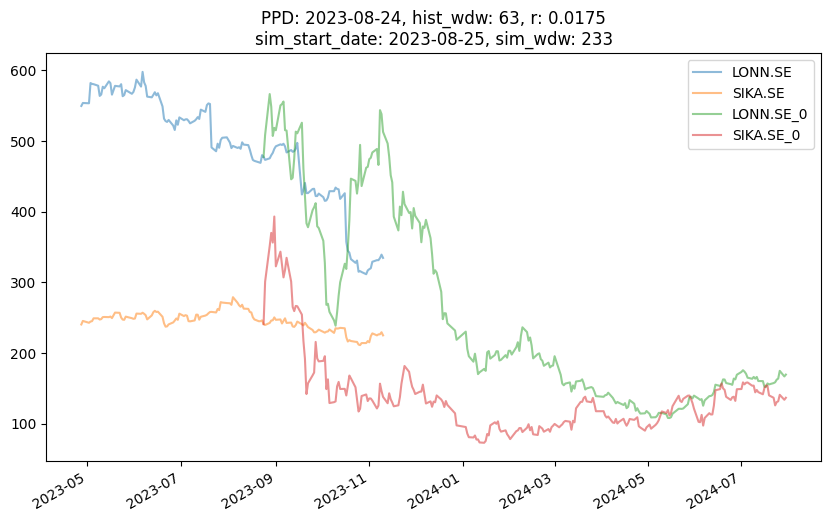 PPD: 2023-08-24, hist_wdw: 63, r: 0.0175
sim_start_date: 2023-08-25, sim_wdw: 233
LONN.SE
SIKA.SE
LONN.SE_0
SIKA.SE_0
600
500
400
300
200
100
2023-05
2023-07
2023-09
2023-11
2024-01
2024-03
2024-05
2024-07